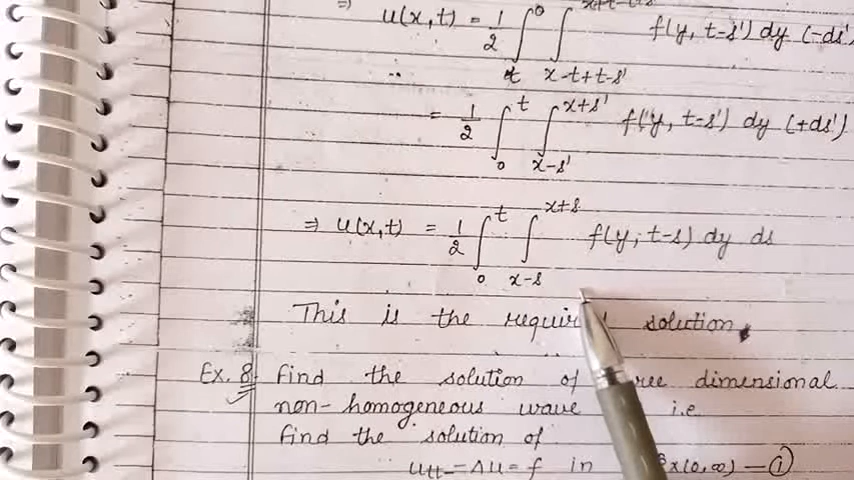 ⇒ u(x,t) = 1/2 ∫_t^0 ∫_{x-t+t-s'} f(y, t-s') dy (-ds')
= 1/2 ∫_0^t ∫_{x-s'}^{x+s'} f(y, t-s') dy (+ds')
⇒ u(x,t) = 1/2 ∫_0^t ∫_{x-s}^{x+s} f(y, t-s) dy ds
This is the required solution.
Ex. 8 Find the solution of dimensional
non-homogeneous wave i.e
find the solution of
u_tt - Δu = f in x(0,∞) — ①